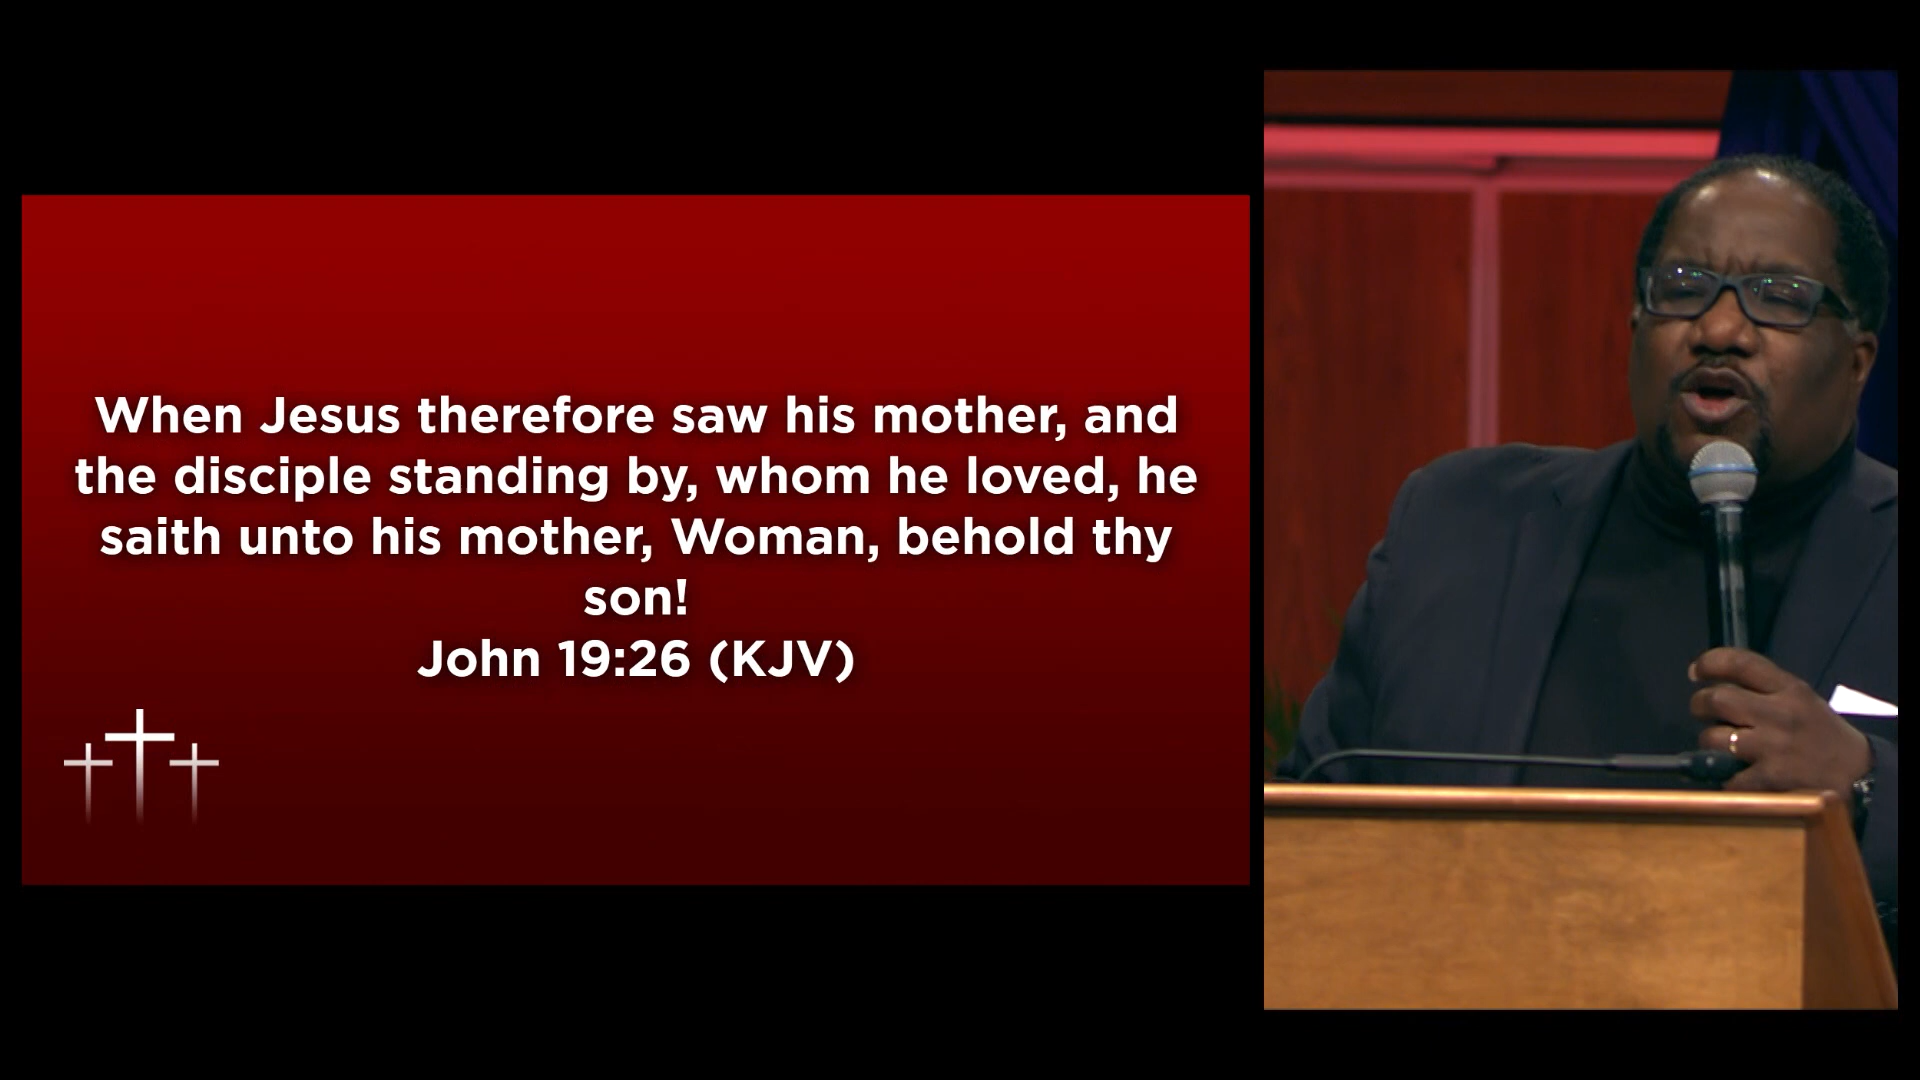 When Jesus therefore saw his mother, and
the disciple standing by, whom he loved, he
saith unto his mother, Woman, behold thy
son!
John 19:26 (KJV)